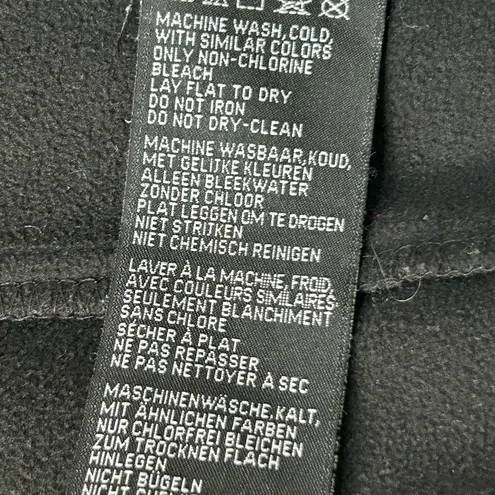 MACHINE WASH,COLD,
WITH SIMILAR COLORS
ONLY NON-CHLORINE
BLEACH
LAY FLAT TO DRY
DO NOT IRON
DO NOT DRY-CLEAN
MACHINE WASBAAR,KOUD,
MET GELIJKE KLEUREN
ALLEEN BLEEKWATER
ZONDER CHLOOR
PLAT LEGGEN OM TE DROGEN
NIET STRITKEN
NIET CHEMISCH REINIGEN
LAVER À LA MACHINE, FROID,
AVEC COULEURS SIMILAIRES,
SEULEMENT BLANCHIMENT
SANS CHLORE
SÉCHER À PLAT
NE PAS REPASSER
NE PAS NETTOYER À SEC
MASCHINENWÄSCHE,KALT,
MIT ÄHNLICHEN FARBEN
NUR CHLORFREI BLEICHEN
ZUM TROCKNEN FLACH
HINLEGEN
NICHT BÜGELN